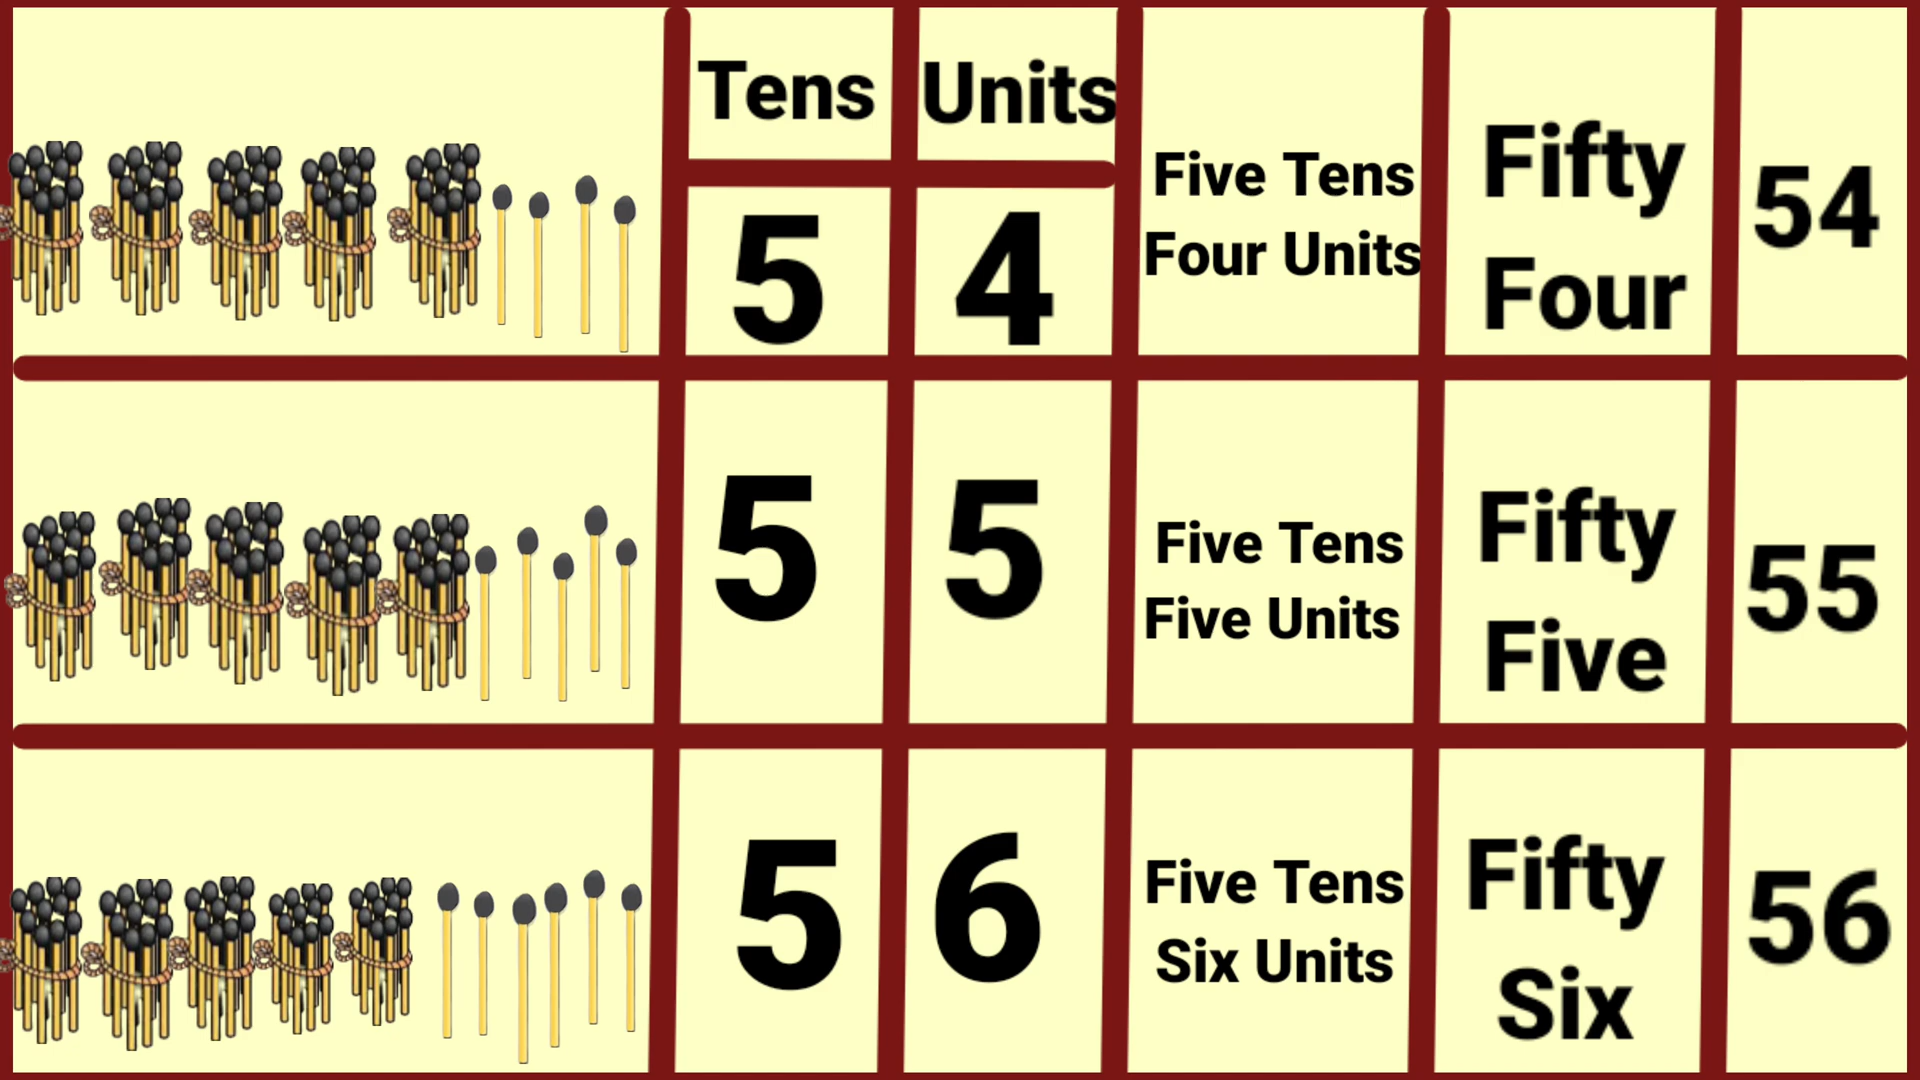 Tens Units
5 4 Five Tens Four Units Fifty Four 54
5 5 Five Tens Five Units Fifty Five 55
5 6 Five Tens Six Units Fifty Six 56